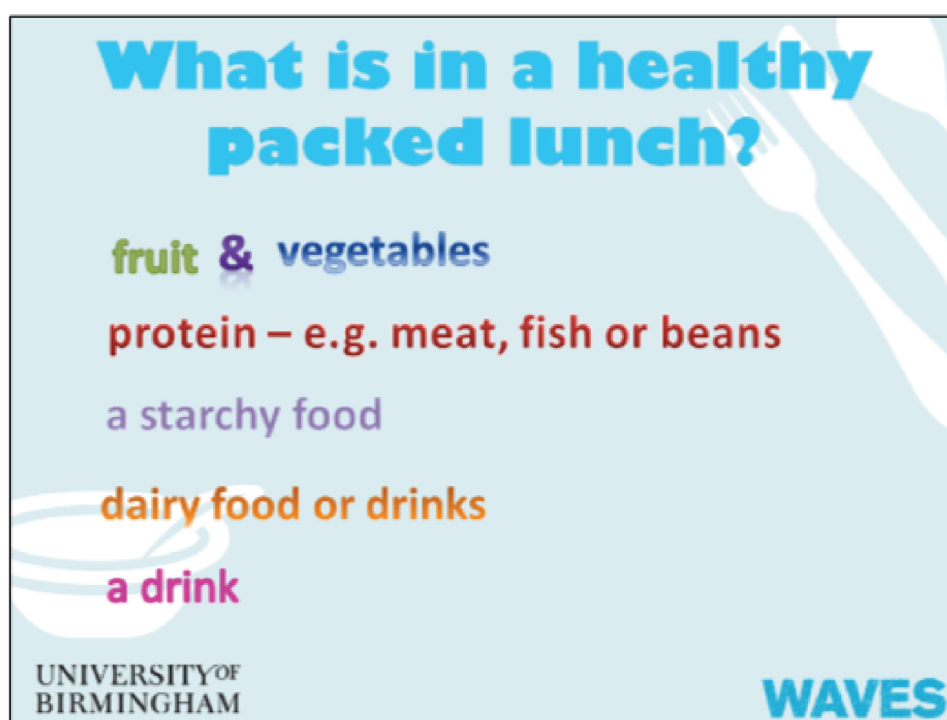 What is in a healthy
packed lunch?
fruit & vegetables
protein – e.g. meat, fish or beans
a starchy food
dairy food or drinks
a drink
UNIVERSITY OF
BIRMINGHAM
WAVES